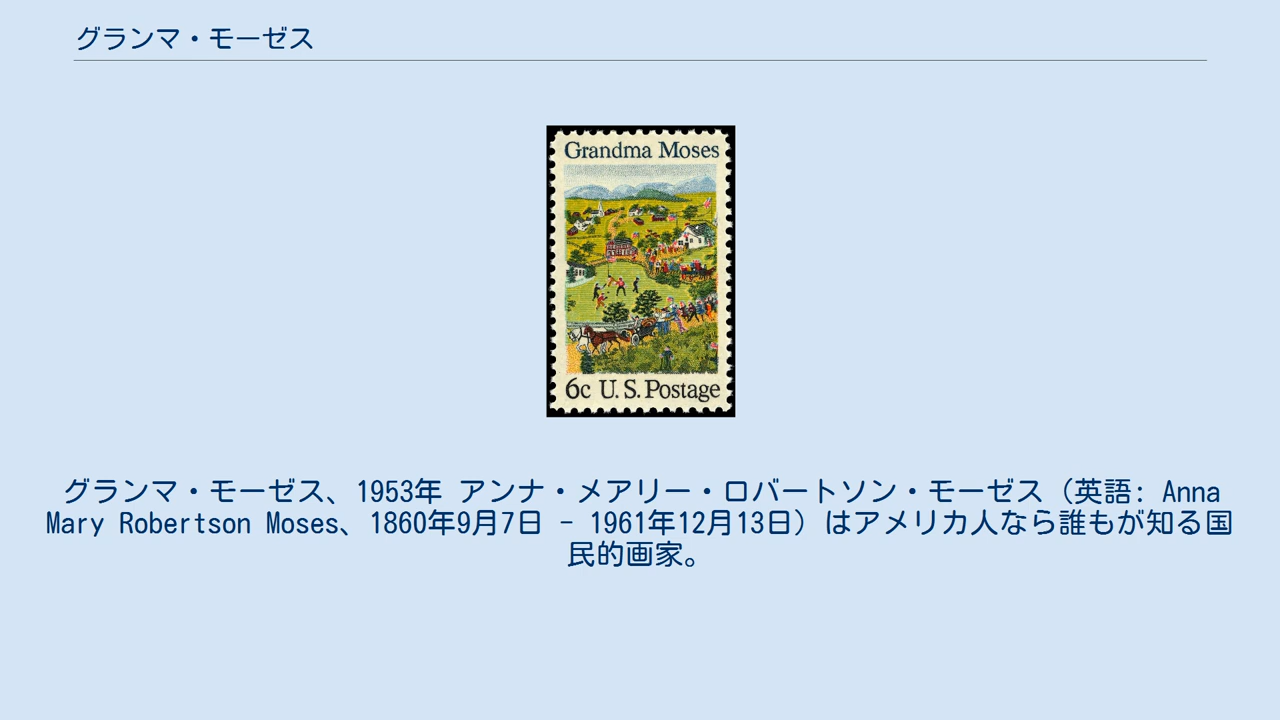 グランマ・モーゼス
Grandma Moses
6c U.S. Postage
グランマ・モーゼス、1953年 アンナ・メアリー・ロバートソン・モーゼス（英語: Anna
Mary Robertson Moses、1860年9月7日 - 1961年12月13日）はアメリカ人なら誰もが知る国
民的画家。